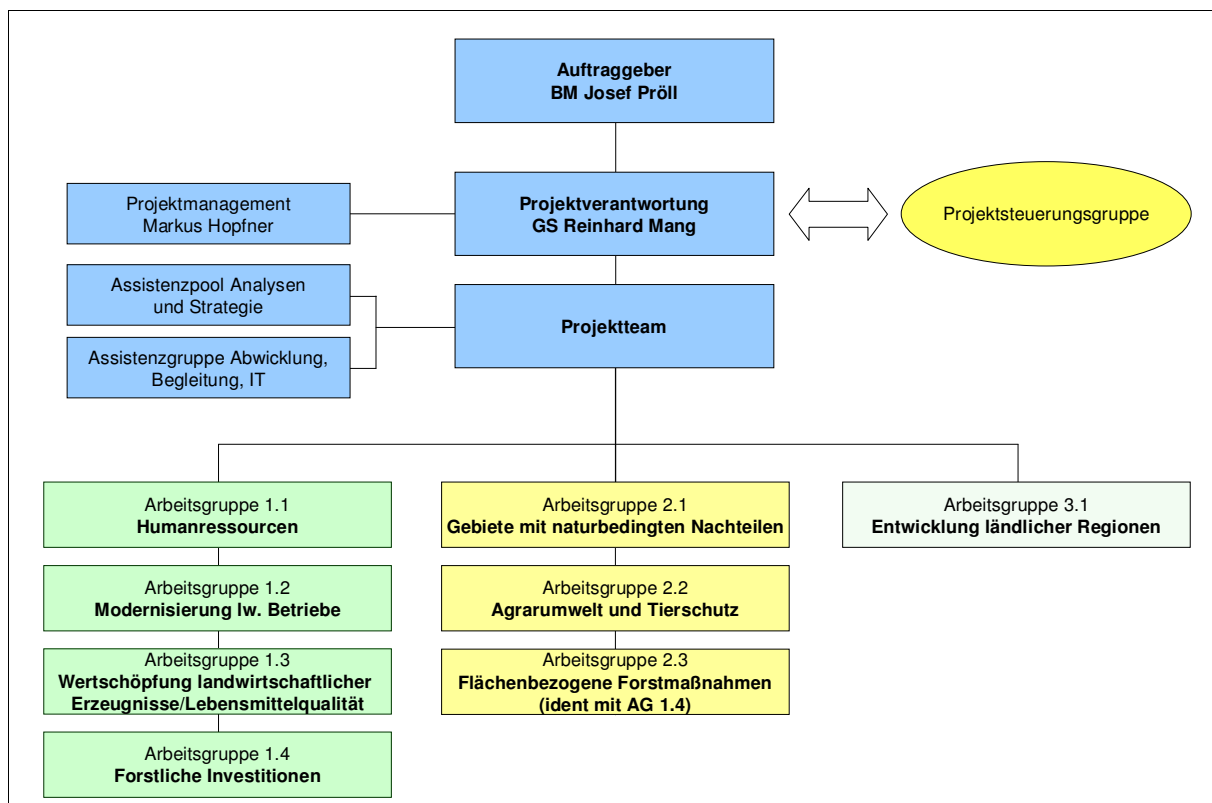 Auftraggeber
BM Josef Pröll
Projektmanagement
Markus Hopfner
Projektverantwortung
GS Reinhard Mang
Projektsteuerungsgruppe
Assistenzpool Analysen
und Strategie
Projektteam
Assistenzgruppe Abwicklung,
Begleitung, IT
Arbeitsgruppe 1.1
Humanressourcen
Arbeitsgruppe 1.2
Modernisierung lw. Betriebe
Arbeitsgruppe 1.3
Wertschöpfung landwirtschaftlicher
Erzeugnisse/Lebensmittelqualität
Arbeitsgruppe 1.4
Forstliche Investitionen
Arbeitsgruppe 2.1
Gebiete mit naturbedingten Nachteilen
Arbeitsgruppe 2.2
Agrarumwelt und Tierschutz
Arbeitsgruppe 2.3
Flächenbezogene Forstmaßnahmen
(ident mit AG 1.4)
Arbeitsgruppe 3.1
Entwicklung ländlicher Regionen